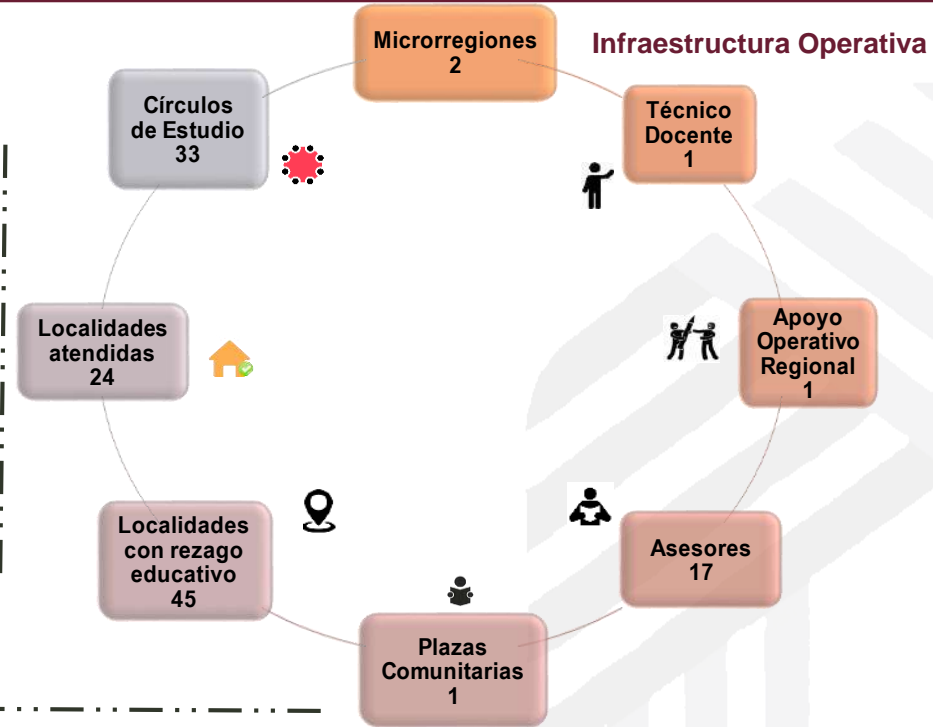 Infraestructura Operativa
Microrregiones
2
Técnico
Docente
1
Apoyo
Operativo
Regional
1
Asesores
17
Plazas
Comunitarias
1
Localidades
con rezago
educativo
45
Localidades
atendidas
24
Círculos
de Estudio
33